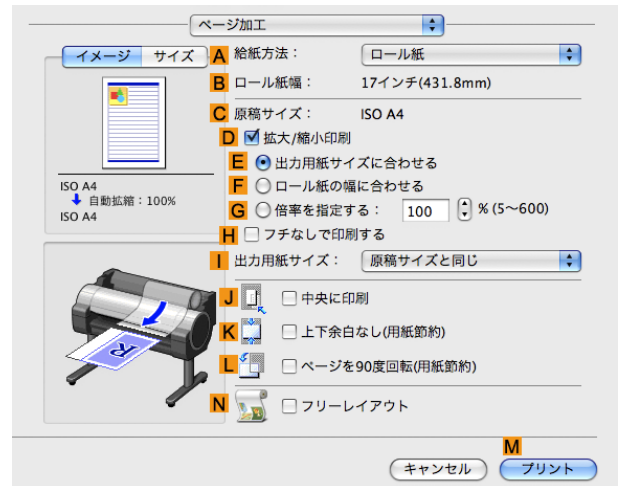 ページ加工
イメージ サイズ
A 給紙方法： ロール紙
B ロール紙幅： 17インチ(431.8mm)
C 原稿サイズ： ISO A4
D 拡大/縮小印刷
E 出力用紙サイズに合わせる
F ロール紙の幅に合わせる
G 倍率を指定する： 100 % (5～600)
H フチなしで印刷する
I 出力用紙サイズ： 原稿サイズと同じ
ISO A4
自動拡縮：100%
ISO A4
R
J 中央に印刷
K 上下余白なし(用紙節約)
L ページを90度回転(用紙節約)
N フリーレイアウト
M
キャンセル プリント